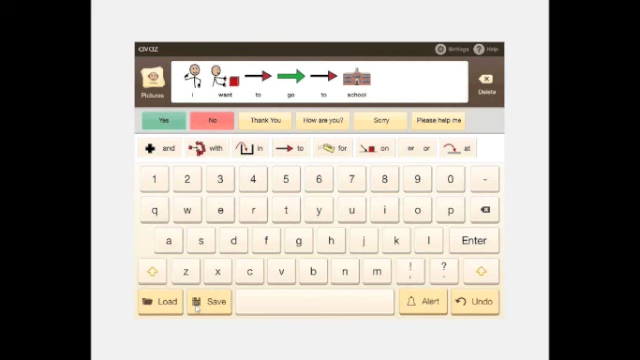 avaz Settings ? Help
Pictures i want to go to school Delete
Yes No Thank You How are you? Sorry Please help me
and with in to for on or or at
1 2 3 4 5 6 7 8 9 0 -
q w e r t y u i o p
a s d f g h j k l Enter
z x c v b n m ! , ? .
Load Save Alert Undo